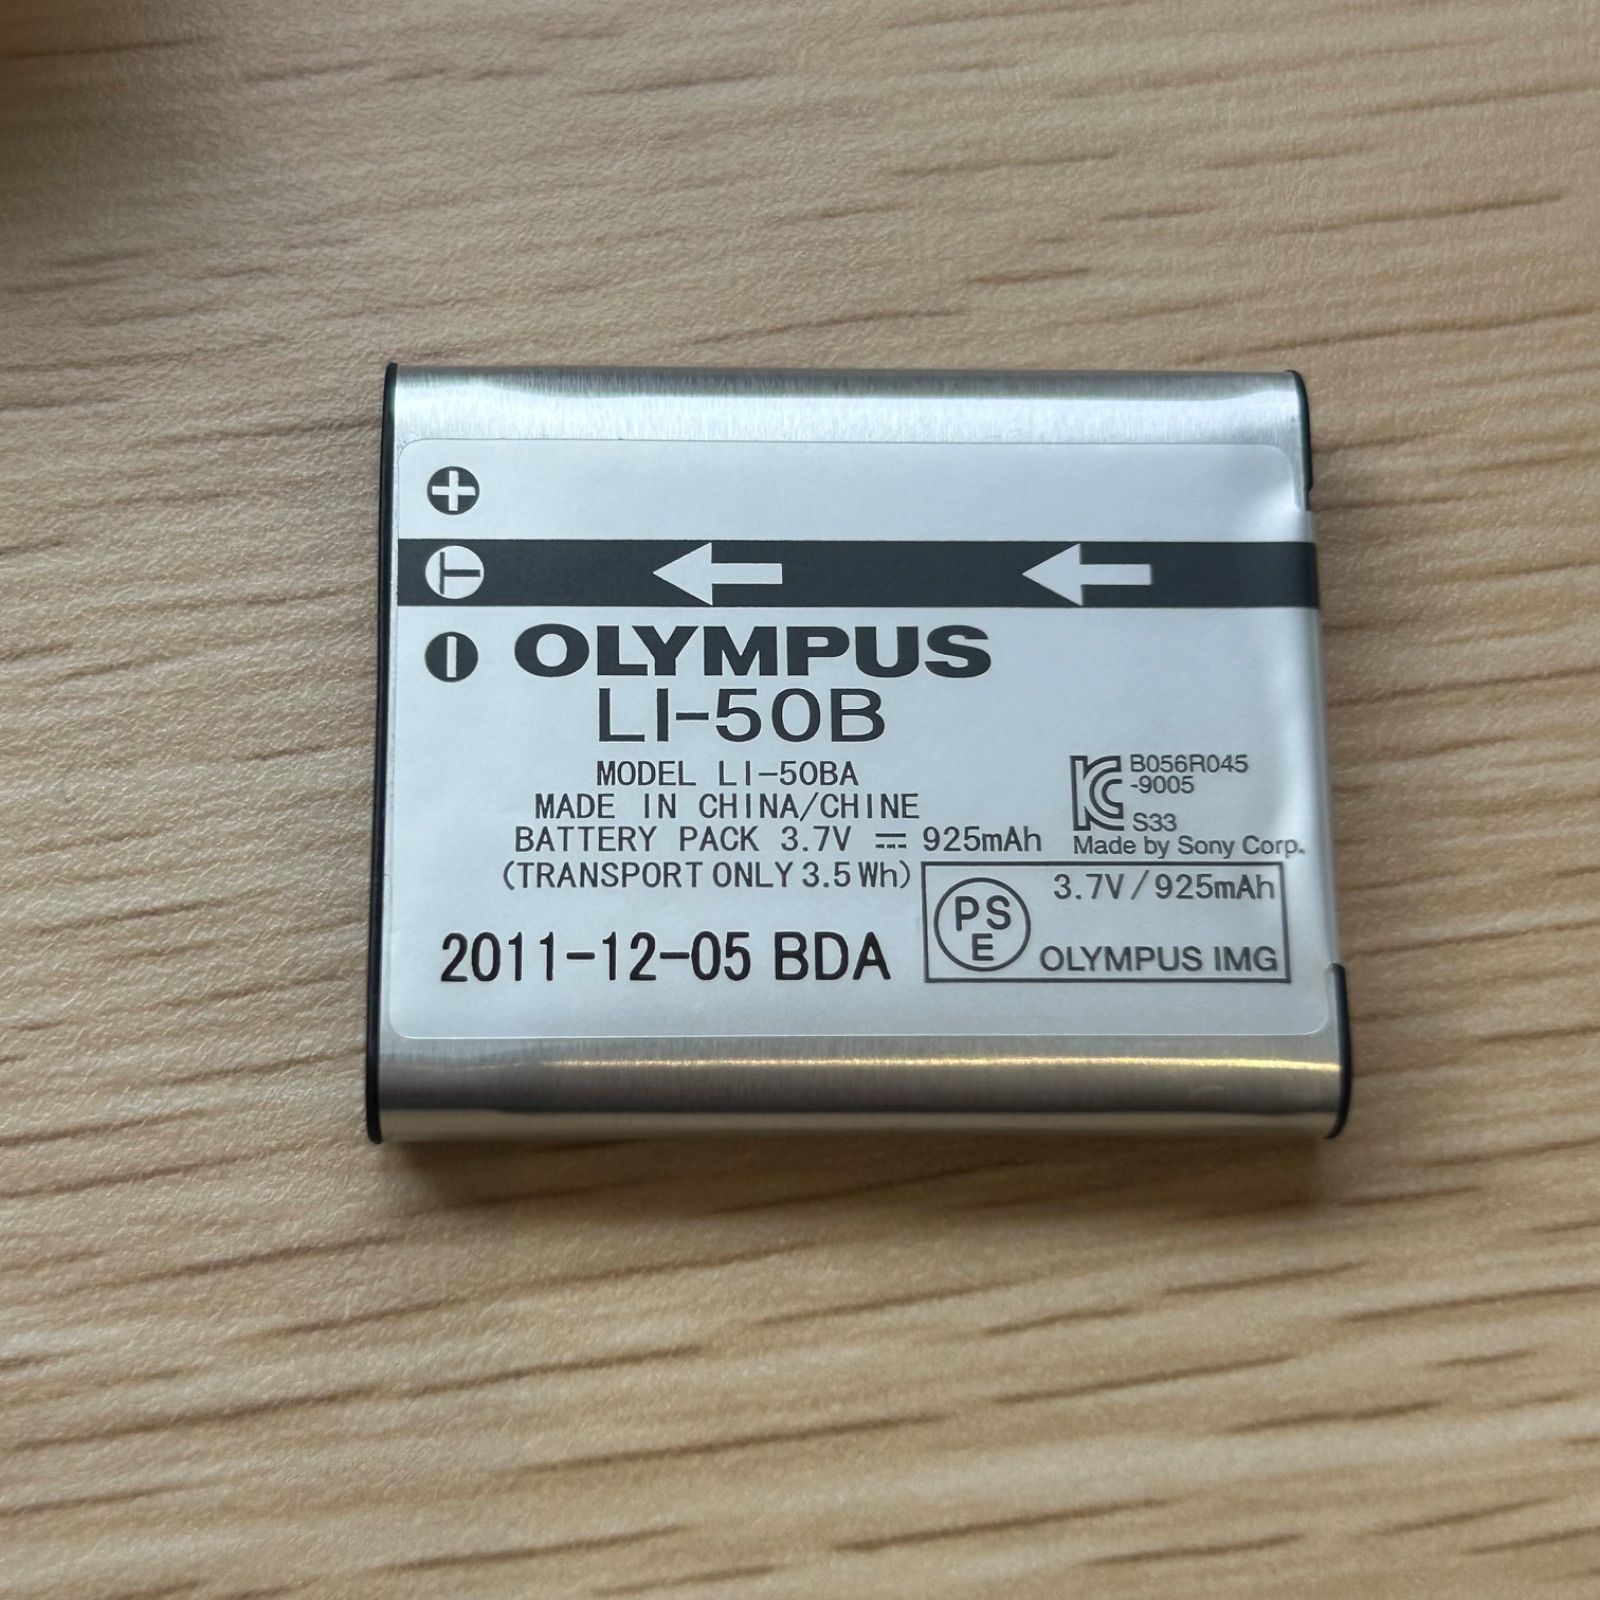 OLYMPUS
LI-50B
MODEL LI-50BA
MADE IN CHINA/CHINE
BATTERY PACK 3.7V ⎓ 925mAh
(TRANSPORT ONLY 3.5 Wh)
2011-12-05 BDA
B056R045
-9005
S33
Made by Sony Corp.
PS
E
3.7V/925mAh
OLYMPUS IMG